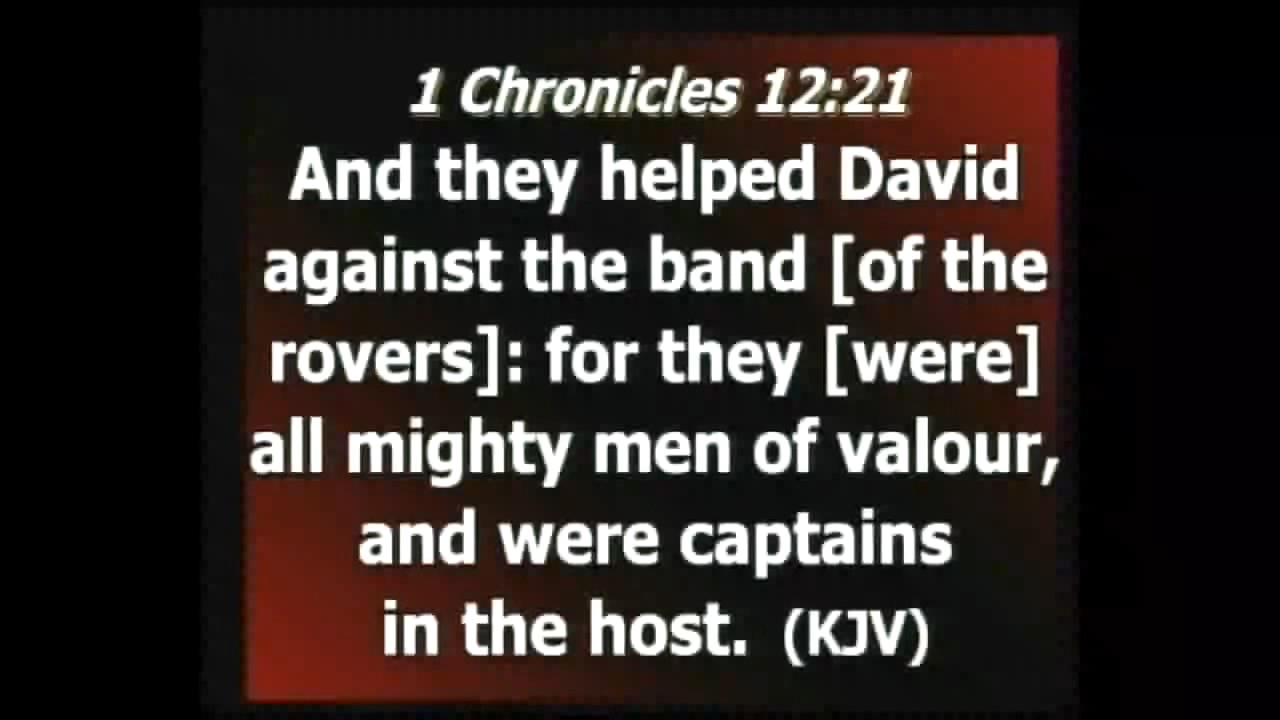 1 Chronicles 12:21
And they helped David
against the band [of the
rovers]: for they [were]
all mighty men of valour,
and were captains
in the host. (KJV)